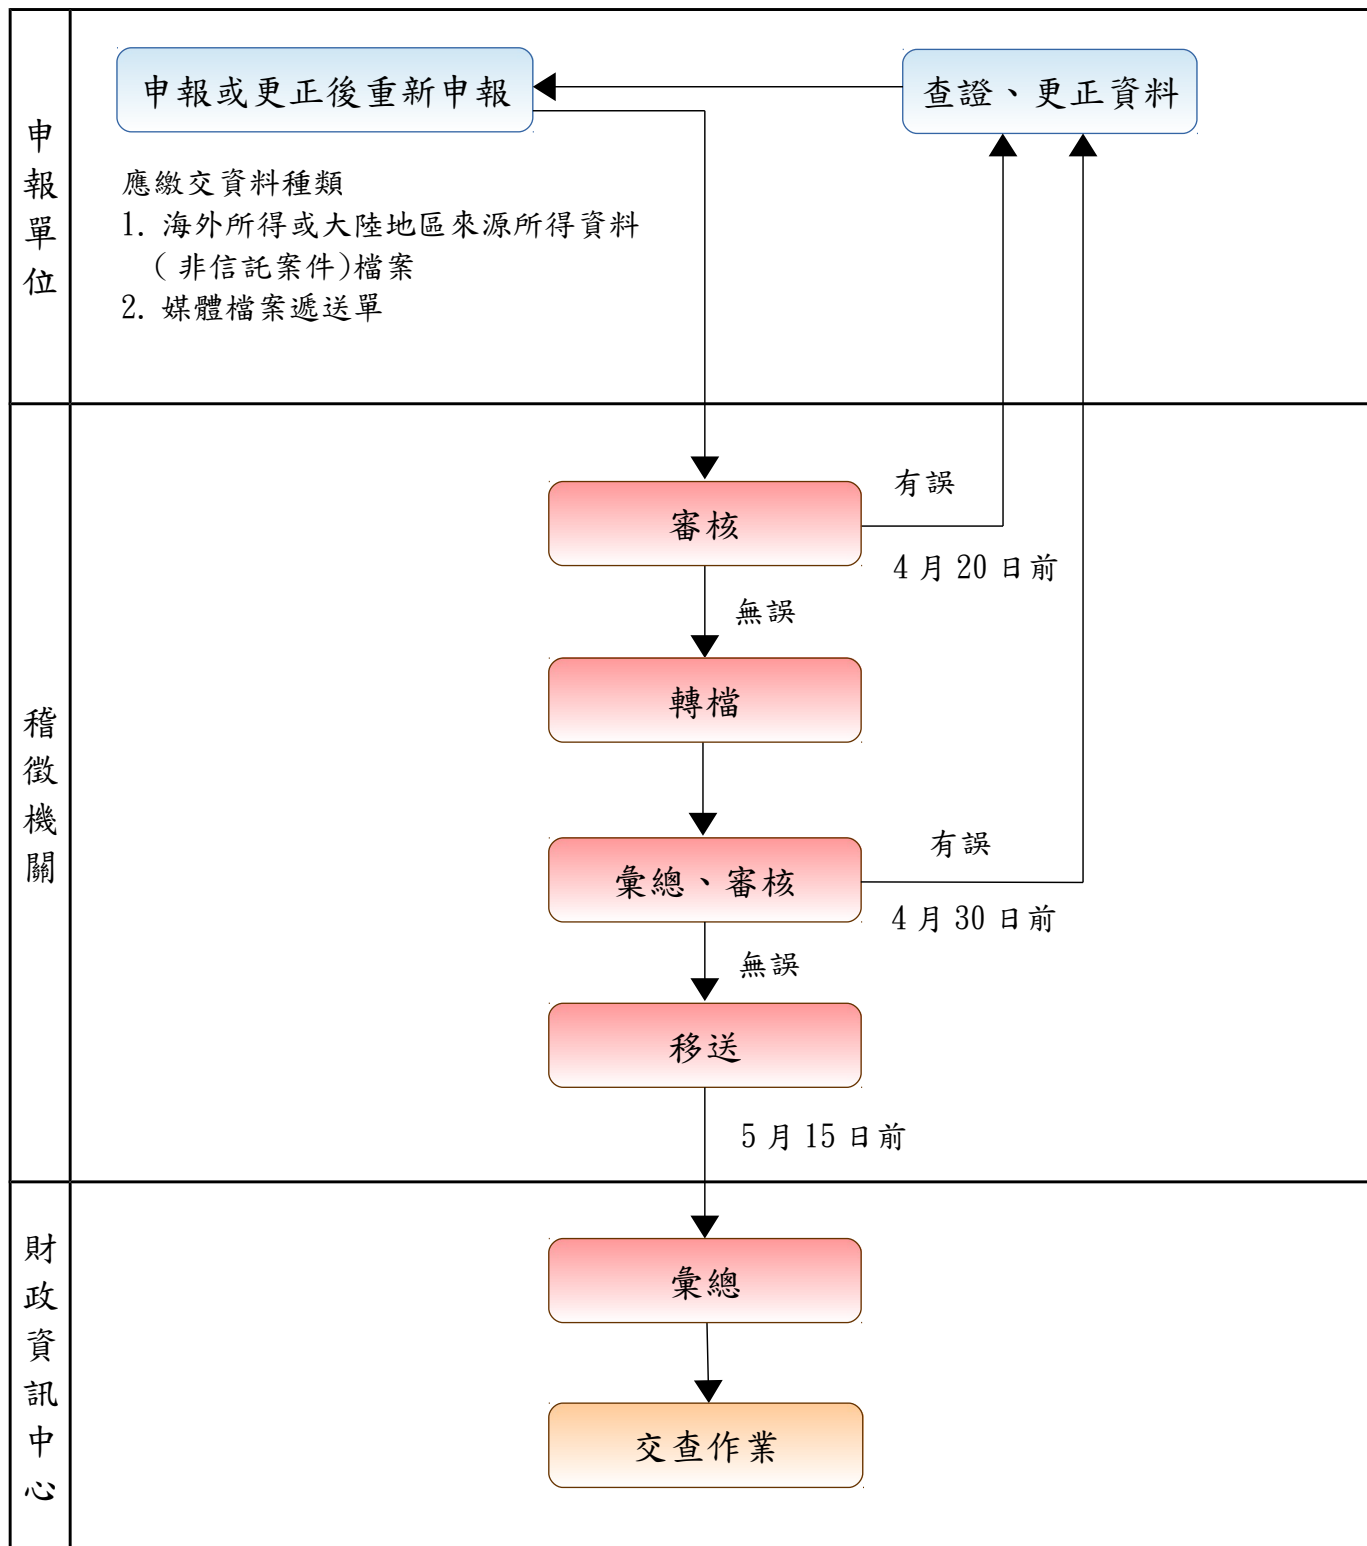 申報單位
申報或更正後重新申報
查證、更正資料
應繳交資料種類
1. 海外所得或大陸地區來源所得資料
( 非信託案件)檔案
2. 媒體檔案遞送單
稽徵機關
審核
有誤
4 月 20 日前
無誤
轉檔
彙總、審核
有誤
4 月 30 日前
無誤
移送
5 月 15 日前
財政資訊中心
彙總
交查作業